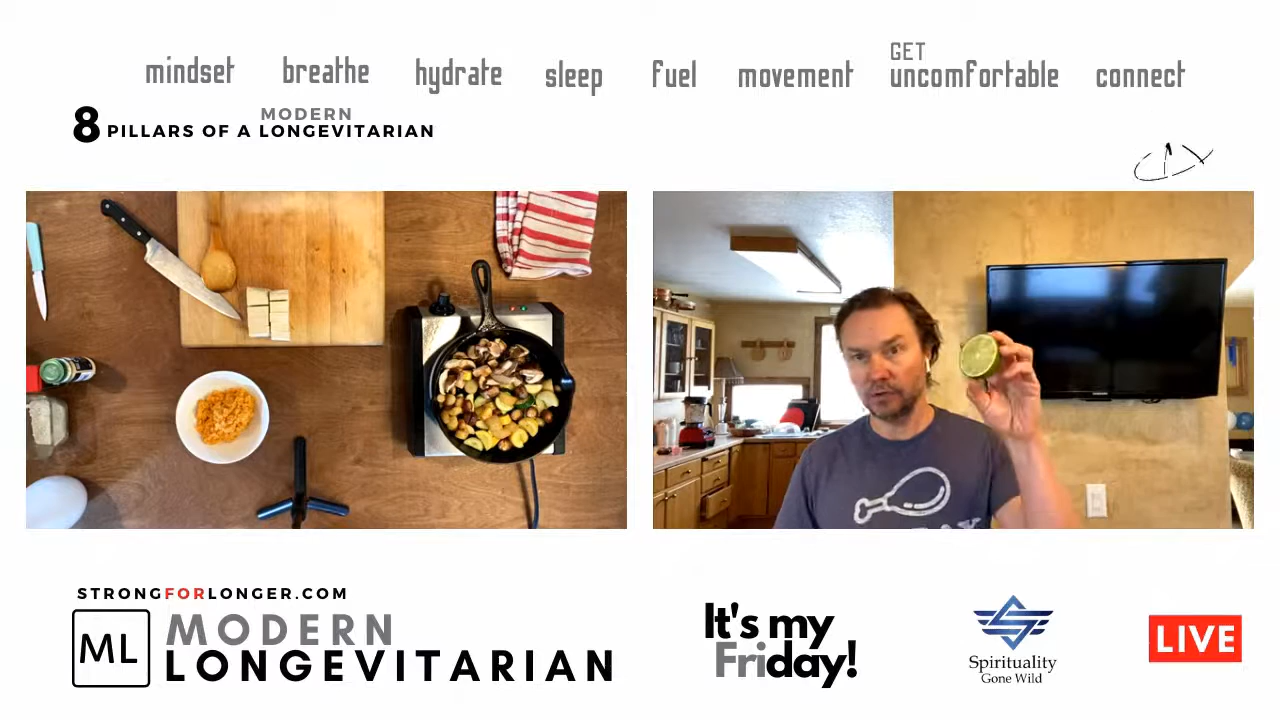 mindset breathe hydrate sleep fuel movement GET uncomfortable connect
MODERN
8 PILLARS OF A LONGEVITARIAN
STRONGFORLONGER.COM
ML MODERN
LONGEVITARIAN
It's my
Friday!
Spirituality
Gone Wild
LIVE